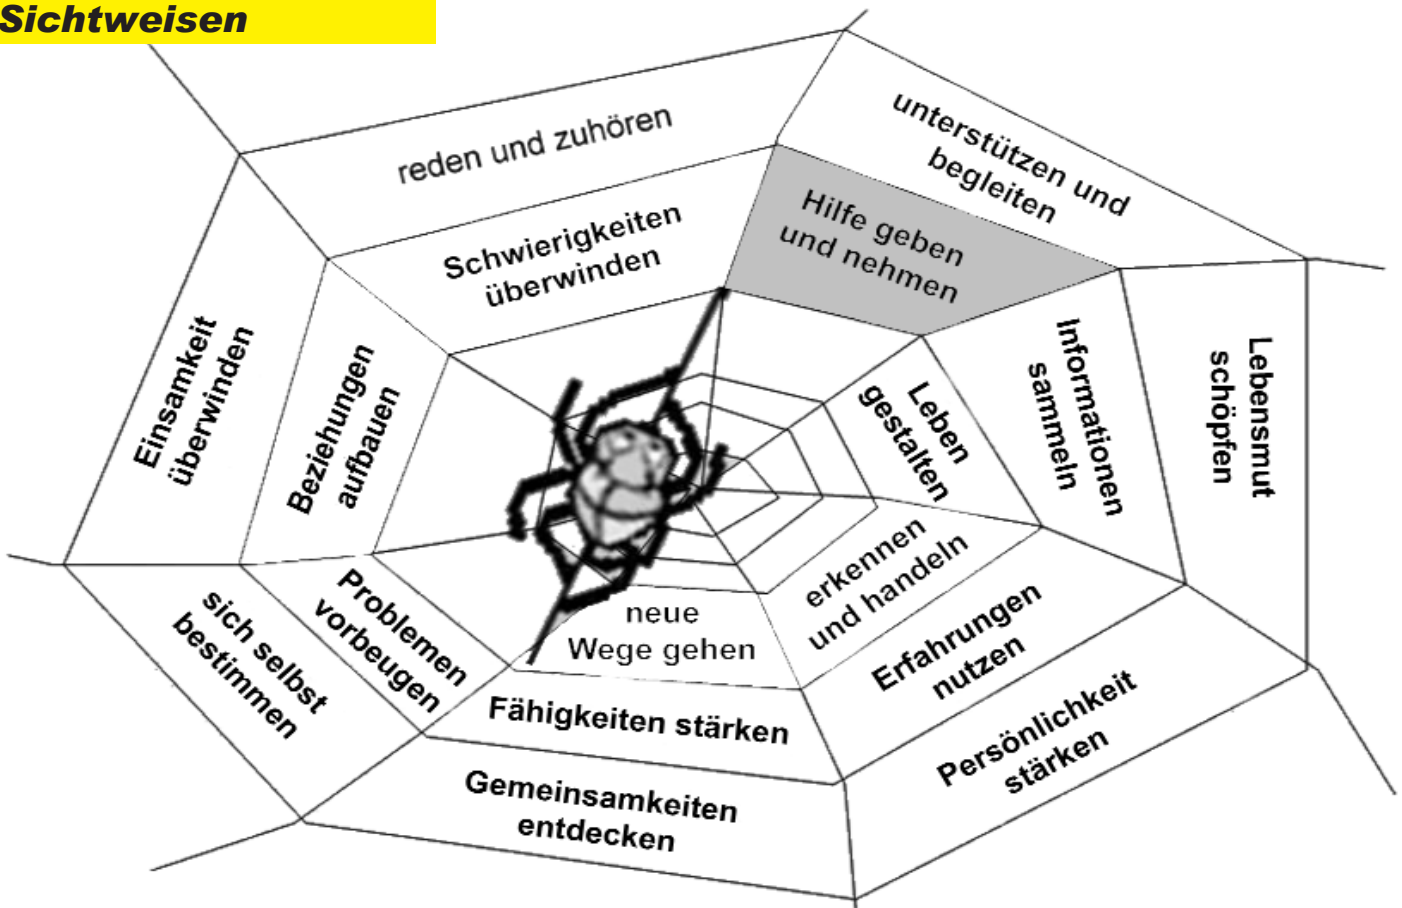 Sichtweisen
reden und zuhören
unterstützen und
begleiten
Schwierigkeiten
überwinden
Hilfe geben
und nehmen
Einsamkeit
überwinden
Beziehungen
aufbauen
Leben
gestalten
Informationen
sammeln
Lebensmut
schöpfen
sich selbst
bestimmen
Problemen
vorbeugen
neue
Wege gehen
erkennen
und handeln
Erfahrungen
nutzen
Fähigkeiten stärken
Persönlichkeit
stärken
Gemeinsamkeiten
entdecken